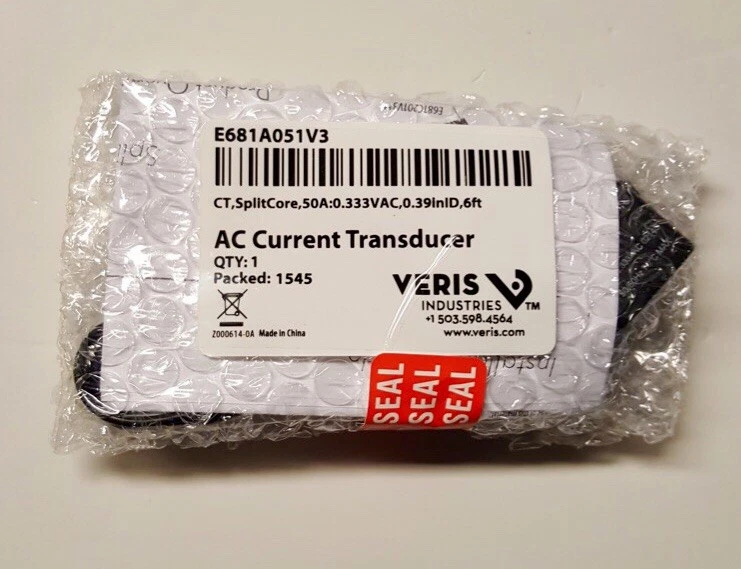 E681A051V3
CT,SplitCore,50A:0.333VAC,0.39inID,6ft
AC Current Transducer
QTY: 1
Packed: 1545
VERIS
INDUSTRIES™
+1 503.598.4564
www.veris.com
Z000614-0A Made in China
SEAL
SEAL
SEAL